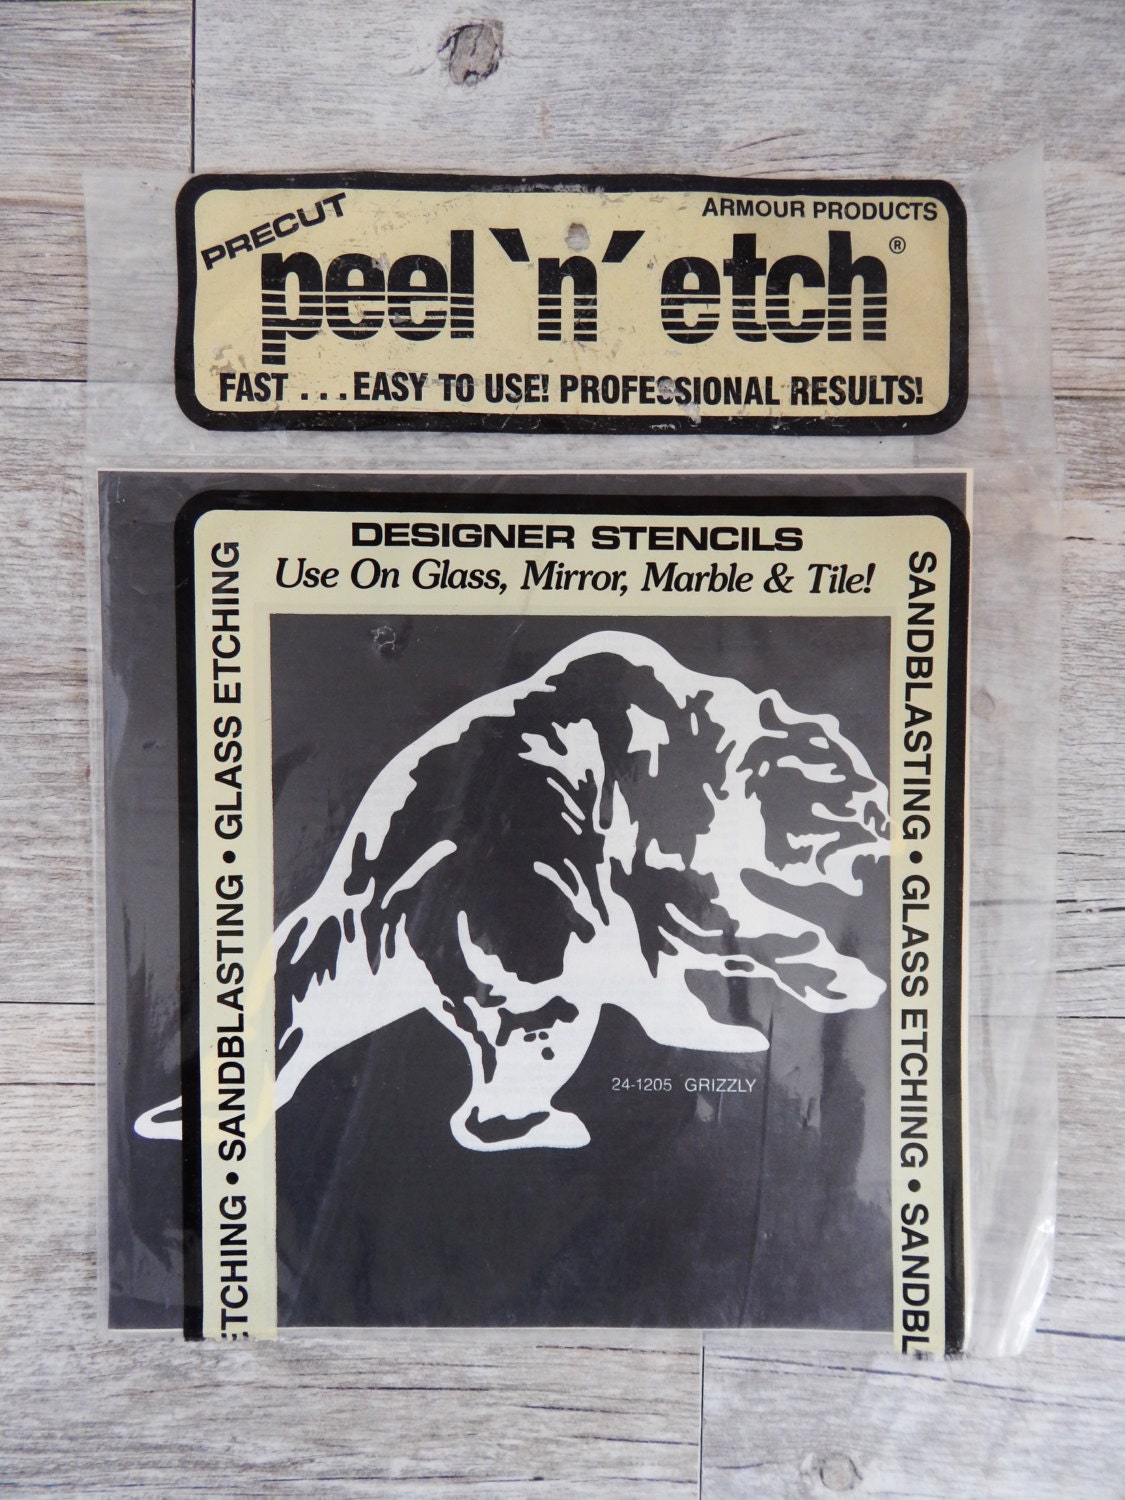 PRECUT
ARMOUR PRODUCTS
peel 'n' etch ®
FAST . . . EASY TO USE! PROFESSIONAL RESULTS!
DESIGNER STENCILS
Use On Glass, Mirror, Marble & Tile!
ETCHING • SANDBLASTING • GLASS ETCHING
SANDBLASTING • GLASS ETCHING • SANDBL
24-1205 GRIZZLY